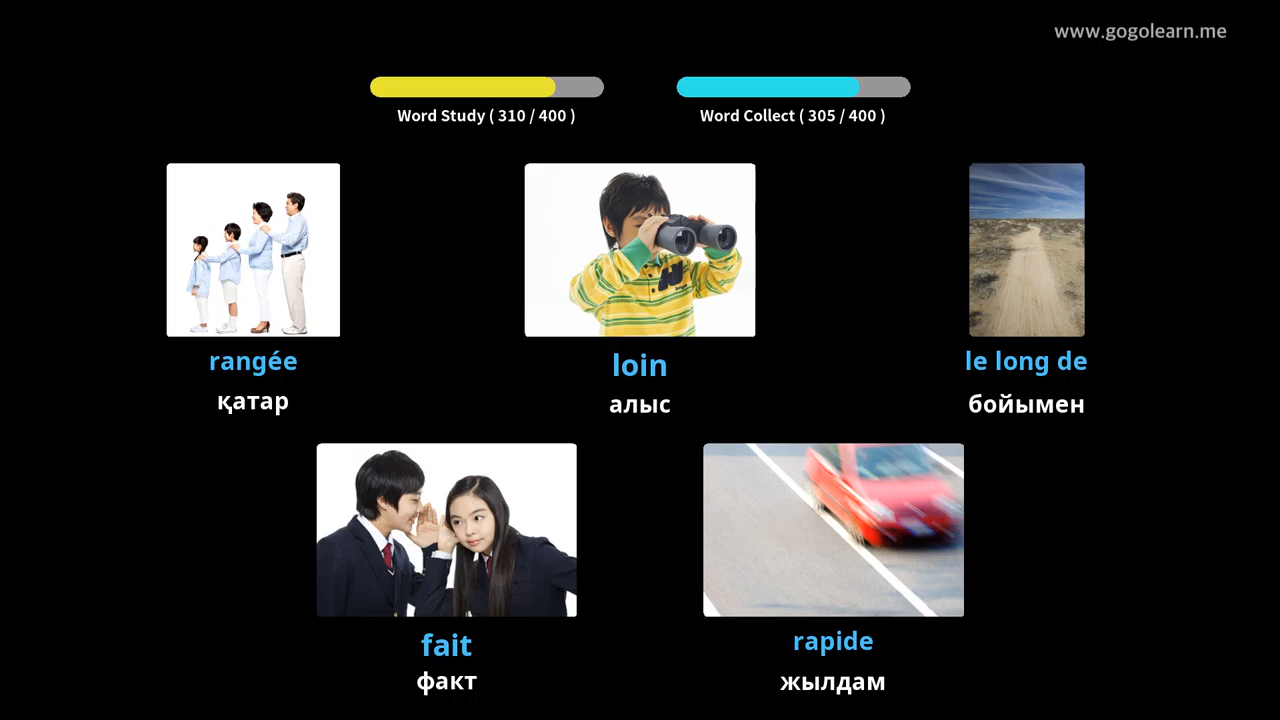 www.gogolearn.me
Word Study ( 310 / 400 )
Word Collect ( 305 / 400 )
rangée
қатар
loin
алыс
le long de
бойымен
fait
факт
rapide
жылдам